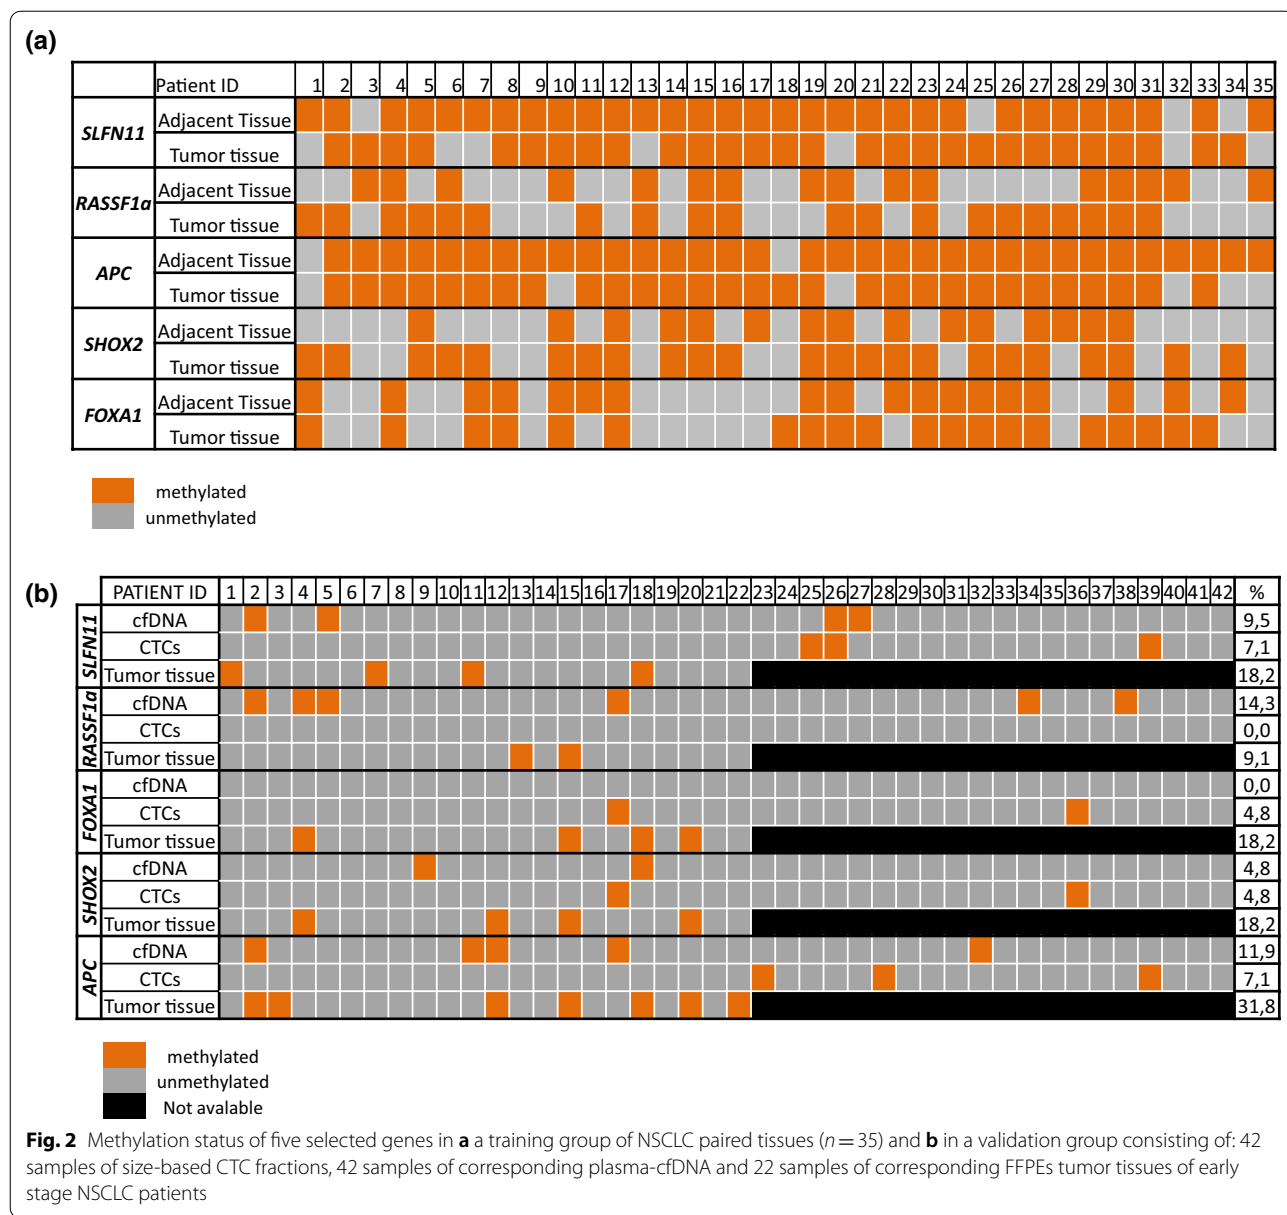 (a)
Patient ID 1 2 3 4 5 6 7 8 9 10 11 12 13 14 15 16 17 18 19 20 21 22 23 24 25 26 27 28 29 30 31 32 33 34 35
SLFN11
Adjacent Tissue
Tumor tissue
RASSF1a
Adjacent Tissue
Tumor tissue
APC
Adjacent Tissue
Tumor tissue
SHOX2
Adjacent Tissue
Tumor tissue
FOXA1
Adjacent Tissue
Tumor tissue
methylated
unmethylated
(b)
PATIENT ID 1 2 3 4 5 6 7 8 9 10 11 12 13 14 15 16 17 18 19 20 21 22 23 24 25 26 27 28 29 30 31 32 33 34 35 36 37 38 39 40 41 42 %
SLFN11
cfDNA 9,5
CTCs 7,1
Tumor tissue 18,2
RASSF1a
cfDNA 14,3
CTCs 0,0
Tumor tissue 9,1
FOXA1
cfDNA 0,0
CTCs 4,8
Tumor tissue 18,2
SHOX2
cfDNA 4,8
CTCs 4,8
Tumor tissue 18,2
APC
cfDNA 11,9
CTCs 7,1
Tumor tissue 31,8
methylated
unmethylated
Not avalable
Fig. 2 Methylation status of five selected genes in a a training group of NSCLC paired tissues (n = 35) and b in a validation group consisting of: 42
samples of size-based CTC fractions, 42 samples of corresponding plasma-cfDNA and 22 samples of corresponding FFPEs tumor tissues of early
stage NSCLC patients